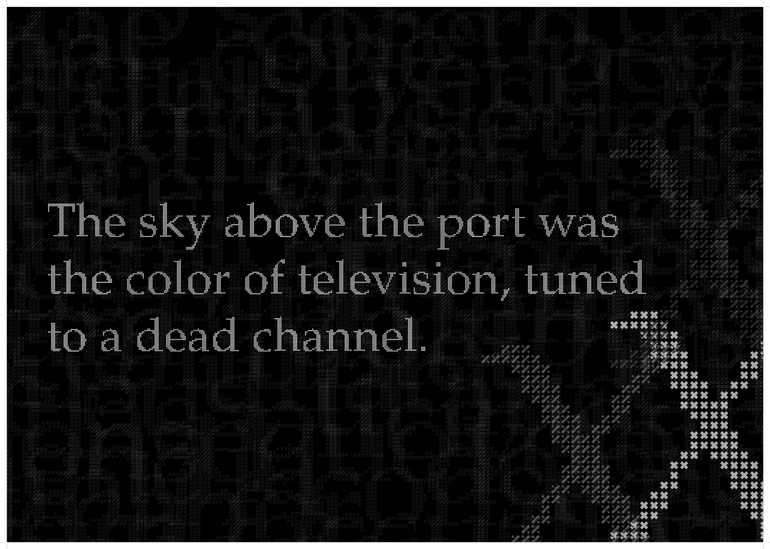 The sky above the port was
the color of television, tuned
to a dead channel.